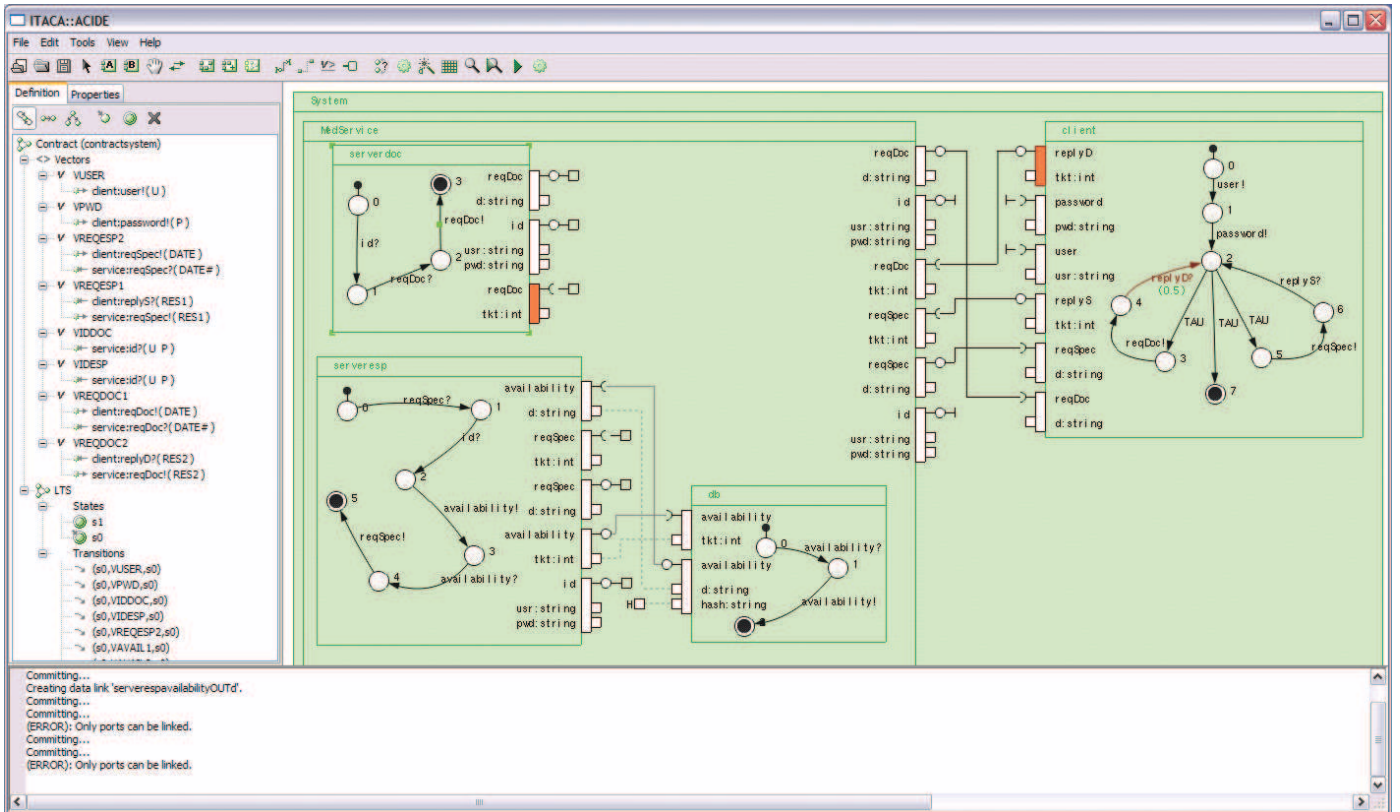 ITACA::ACIDE
File Edit Tools View Help
Definition Properties
Contract (contractsystem)
<> Vectors
V VUSER
client:user!( U )
V VPWD
client:password!( P )
V VREQESP2
client:reqSpec!( DATE )
service:reqSpec?( DATE# )
V VREQESP1
client:replyS?( RES1 )
service:reqSpec!( RES1 )
V VIDDOC
service:id?( U P )
V VIDESP
service:id?( U P )
V VREQDOC1
client:reqDoc!( DATE )
service:reqDoc?( DATE# )
V VREQDOC2
client:replyD?( RES2 )
service:reqDoc!( RES2 )
LTS
States
s1
s0
Transitions
(s0,VUSER,s0)
(s0,VPWD,s0)
(s0,VIDDOC,s0)
(s0,VIDESP,s0)
(s0,VREQESP2,s0)
(s0,VAVAIL1,s0)
System
MedService
serverdoc
0
id?
1
reqDoc?
2
reqDoc!
3
reqDoc
d:string
id
usr:string
pwd:string
reqDoc
tkt:int
serveresp
0
reqSpec?
1
id?
2
availability!
3
availability?
4
reqSpec!
5
availability
d:string
reqSpec
tkt:int
reqSpec
d:string
availability
tkt:int
id
usr:string
pwd:string
H
db
availability
tkt:int
availability
d:string
hash:string
0
availability?
1
availability!
reqDoc
d:string
id
usr:string
pwd:string
reqDoc
tkt:int
reqSpec
tkt:int
reqSpec
d:string
id
usr:string
pwd:string
client
replyD
tkt:int
password
pwd:string
user
usr:string
replyS
tkt:int
reqSpec
d:string
reqDoc
d:string
0
user!
1
password!
2
replyD?
(0.5)
replyS?
4
6
TAU
TAU
TAU
reqDoc!
3
5
reqSpec!
7
Committing...
Creating data link 'serverespavailabilityOUTd'.
Committing...
Committing...
(ERROR): Only ports can be linked.
Committing...
Committing...
(ERROR): Only ports can be linked.